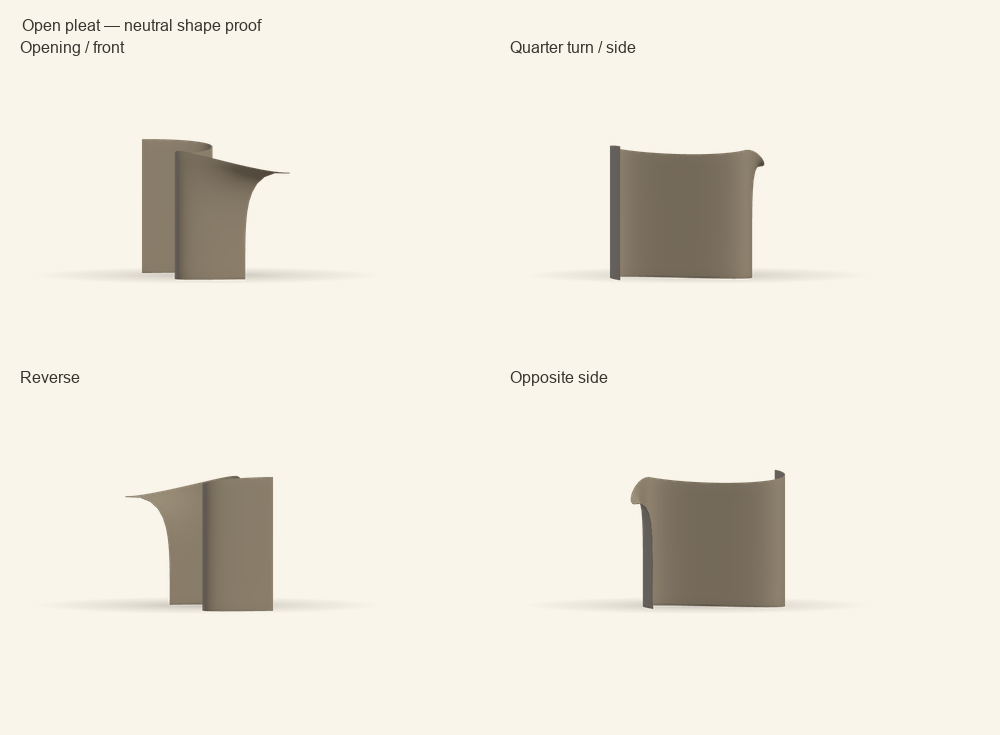 Open pleat — neutral shape proof
Opening / front
Quarter turn / side
Reverse
Opposite side